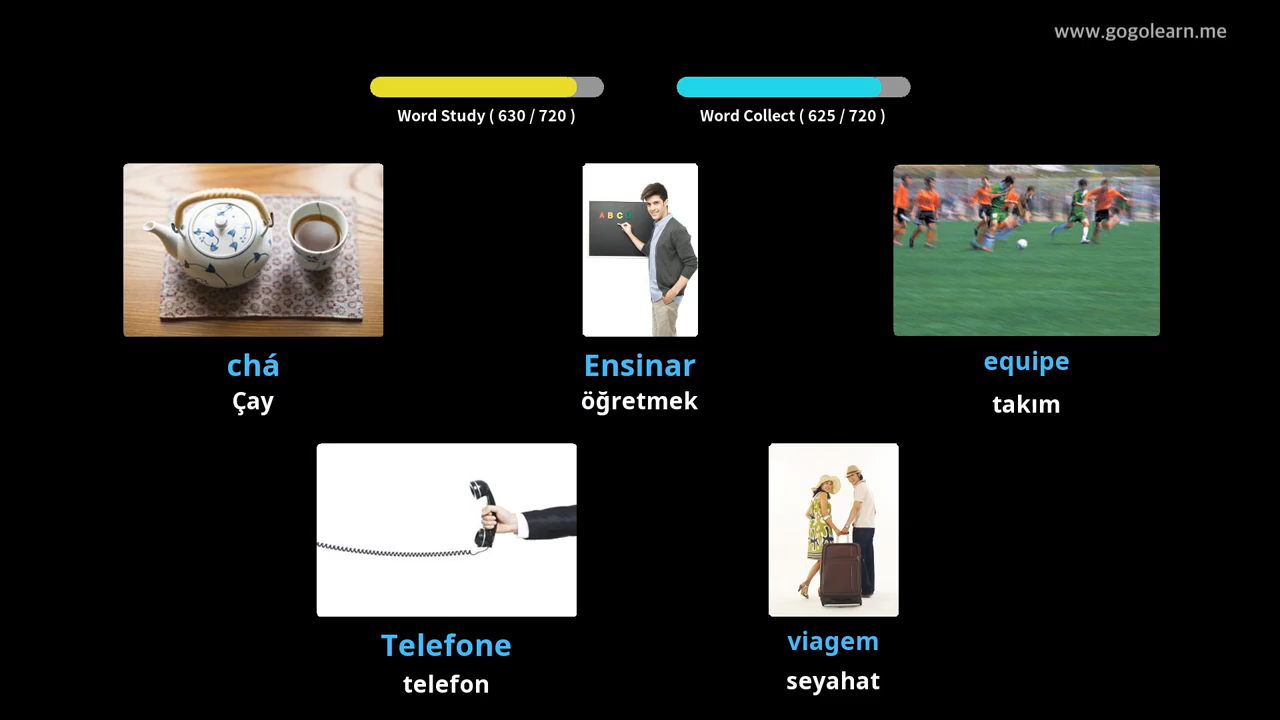 www.gogolearn.me
Word Study ( 630 / 720 )
Word Collect ( 625 / 720 )
chá
Çay
Ensinar
öğretmek
equipe
takım
Telefone
telefon
viagem
seyahat